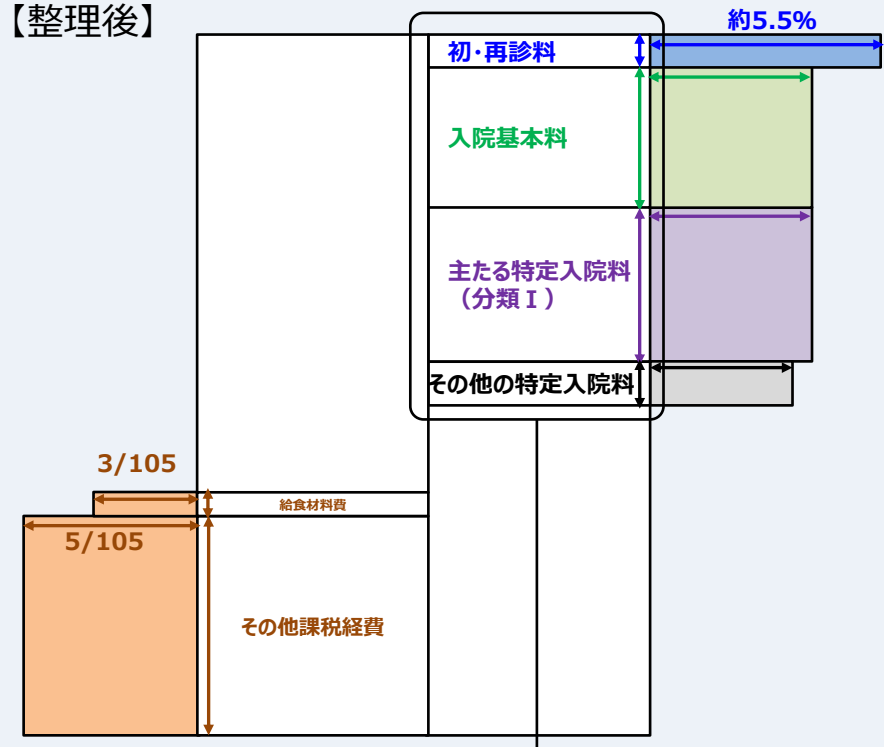 【整理後】
約5.5%
初・再診料
入院基本料
主たる特定入院料
(分類Ⅰ)
その他の特定入院料
3/105
給食材料費
5/105
その他課税経費